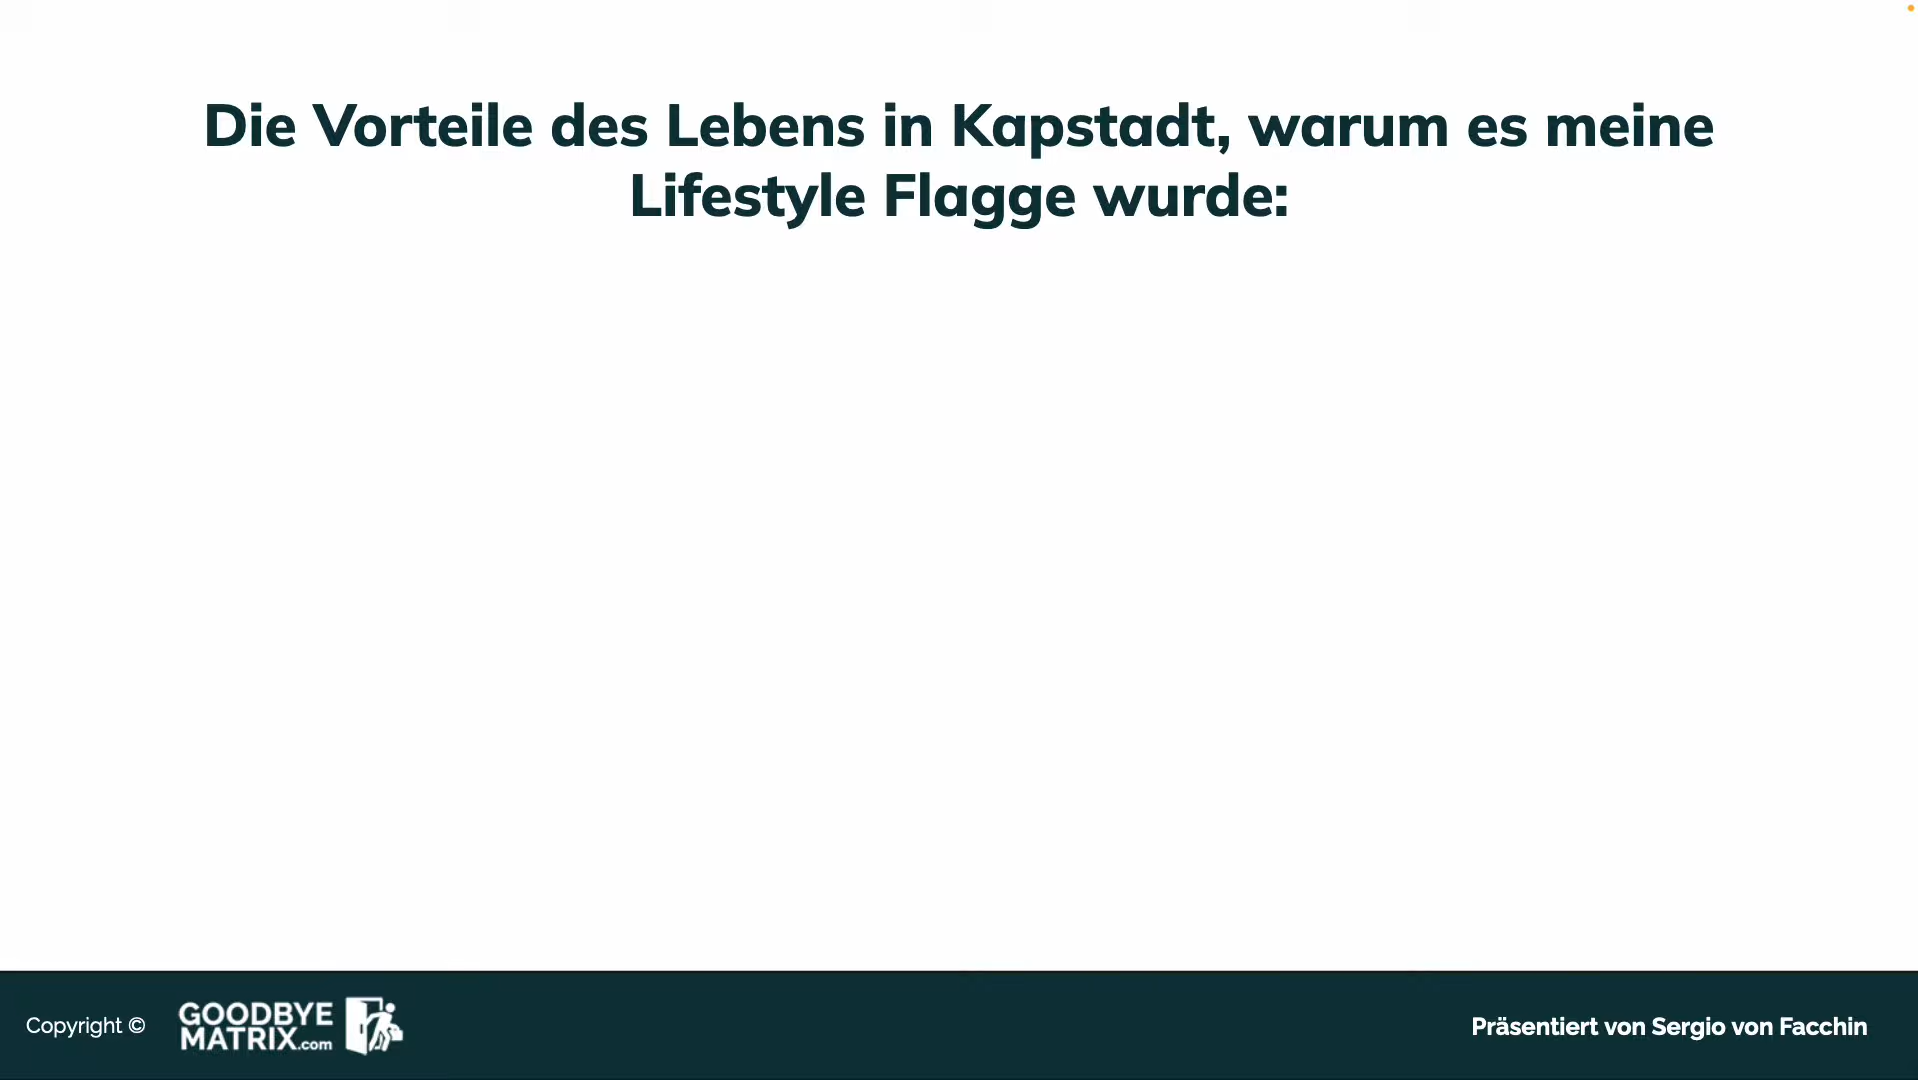 Die Vorteile des Lebens in Kapstadt, warum es meine
Lifestyle Flagge wurde:
Copyright ©
GOODBYE
MATRIX.com
Präsentiert von Sergio von Facchin